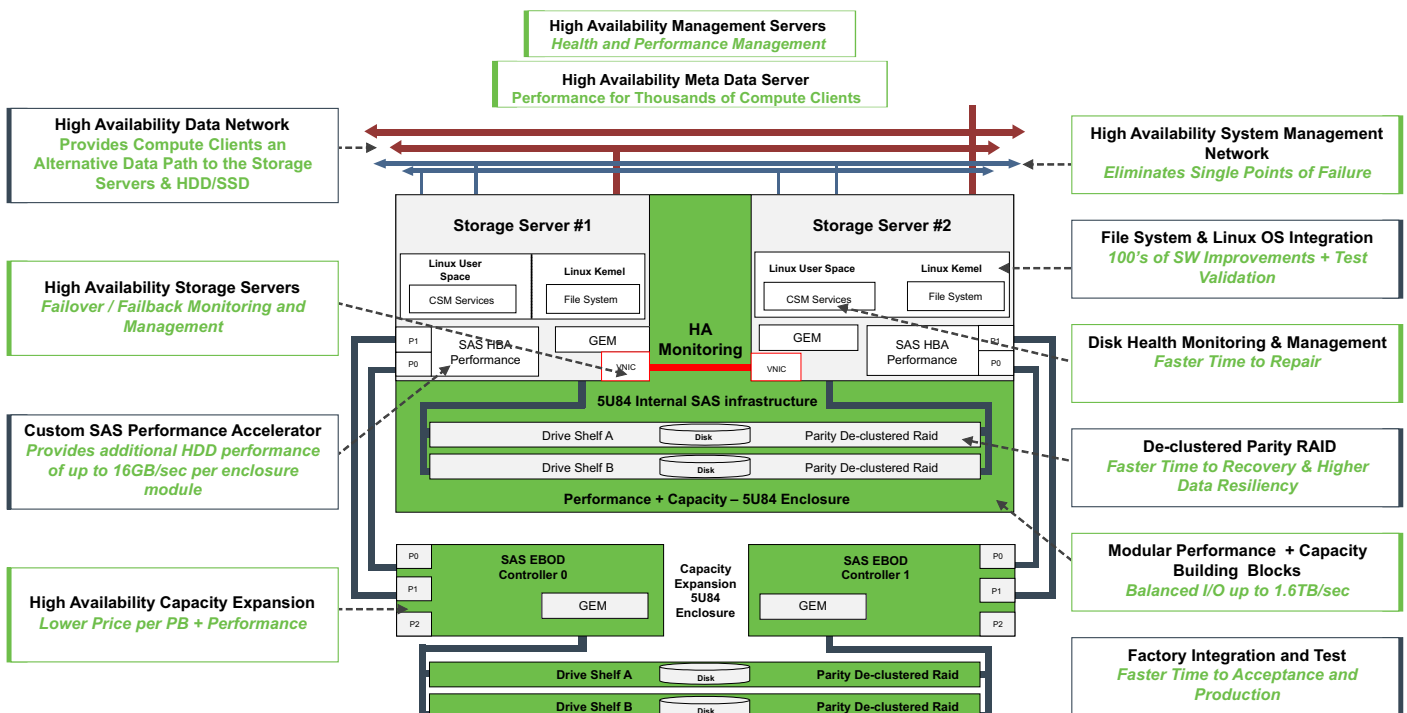 High Availability Management Servers
Health and Performance Management
High Availability Meta Data Server
Performance for Thousands of Compute Clients
High Availability Data Network
Provides Compute Clients an
Alternative Data Path to the Storage
Servers & HDD/SSD
High Availability System Management
Network
Eliminates Single Points of Failure
High Availability Storage Servers
Failover / Failback Monitoring and
Management
File System & Linux OS Integration
100's of SW Improvements + Test
Validation
Custom SAS Performance Accelerator
Provides additional HDD performance
of up to 16GB/sec per enclosure
module
Disk Health Monitoring & Management
Faster Time to Repair
De-clustered Parity RAID
Faster Time to Recovery & Higher
Data Resiliency
High Availability Capacity Expansion
Lower Price per PB + Performance
Modular Performance + Capacity
Building Blocks
Balanced I/O up to 1.6TB/sec
Factory Integration and Test
Faster Time to Acceptance and
Production
Storage Server #1
Linux User
Space
CSM Services
Linux Kemel
File System
P1
P0
SAS HBA
Performance
GEM
VNIC
HA
Monitoring
Storage Server #2
Linux User Space
CSM Services
Linux Kemel
File System
GEM
VNIC
SAS HBA
Performance
P1
P0
5U84 Internal SAS infrastructure
Drive Shelf A
Disk
Parity De-clustered Raid
Drive Shelf B
Disk
Parity De-clustered Raid
Performance + Capacity – 5U84 Enclosure
P0
P1
P2
SAS EBOD
Controller 0
GEM
Capacity
Expansion
5U84
Enclosure
SAS EBOD
Controller 1
GEM
P0
P1
P2
Drive Shelf A
Disk
Parity De-clustered Raid
Drive Shelf B
Disk
Parity De-clustered Raid